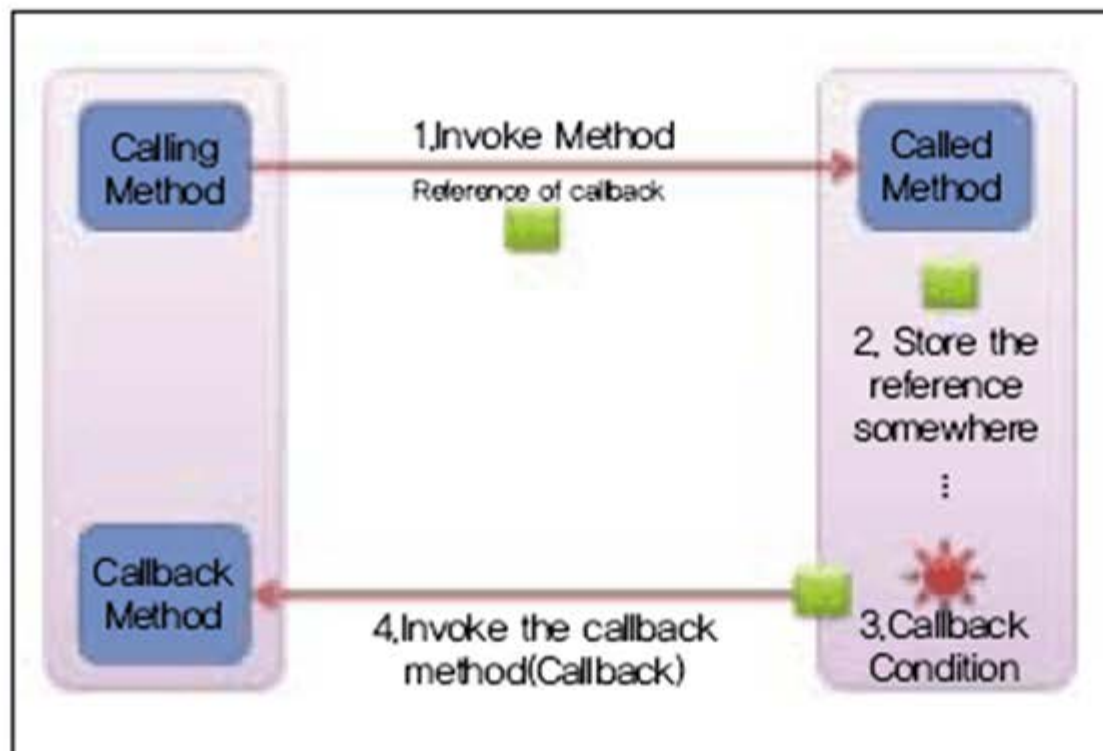 Calling
Method
1.Invoke Method
Reference of callback
Called
Method
2. Store the
reference
somewhere
...
3.Callback
Condition
4.Invoke the callback
method(Callback)
Callback
Method